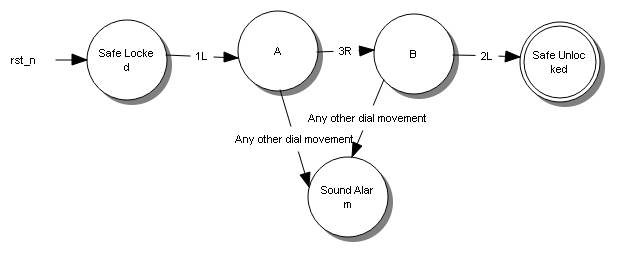 rst_n
Safe Locke
d
1L
A
3R
B
2L
Safe Unloc
ked
Any other dial movement
Any other dial movement
Sound Alar
m